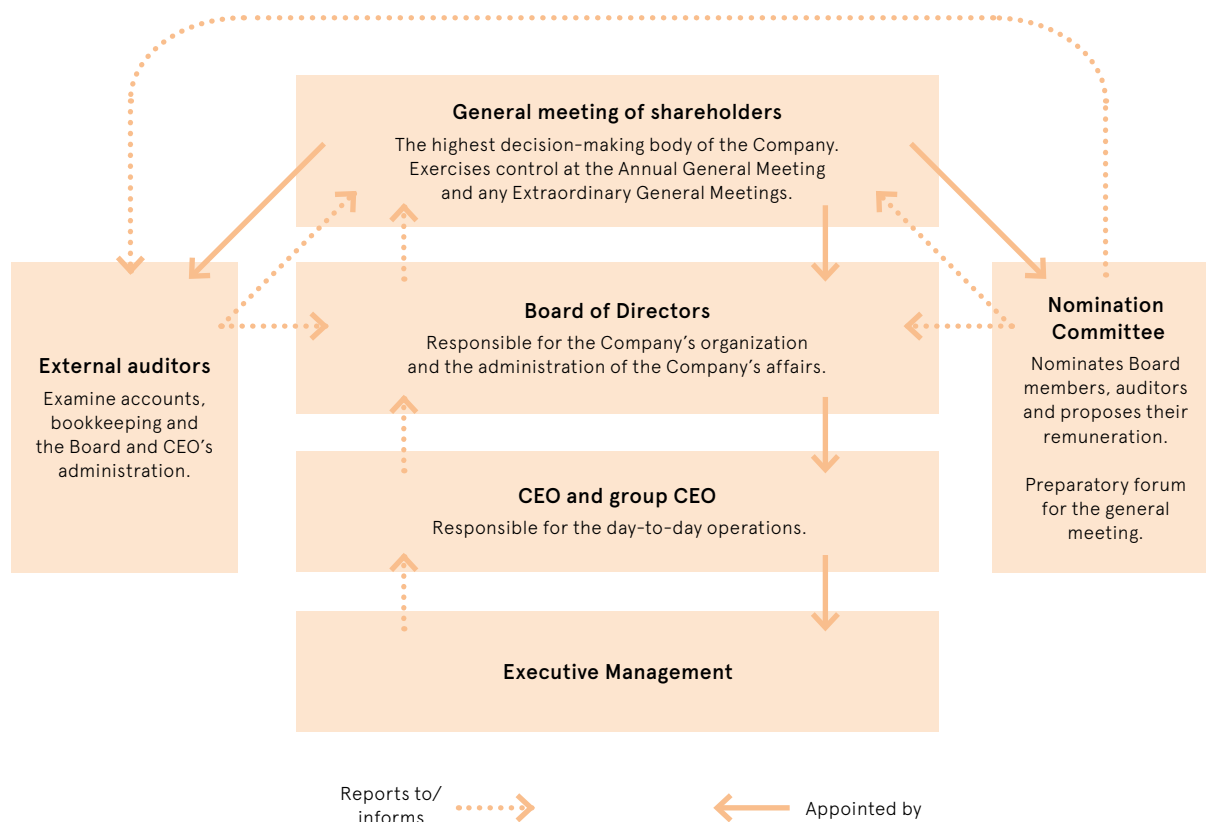 General meeting of shareholders
The highest decision-making body of the Company.
Exercises control at the Annual General Meeting
and any Extraordinary General Meetings.
External auditors
Examine accounts,
bookkeeping and
the Board and CEO’s
administration.
Board of Directors
Responsible for the Company’s organization
and the administration of the Company’s affairs.
Nomination
Committee
Nominates Board
members, auditors
and proposes their
remuneration.
Preparatory forum
for the general
meeting.
CEO and group CEO
Responsible for the day-to-day operations.
Executive Management
Reports to/
informs
Appointed by